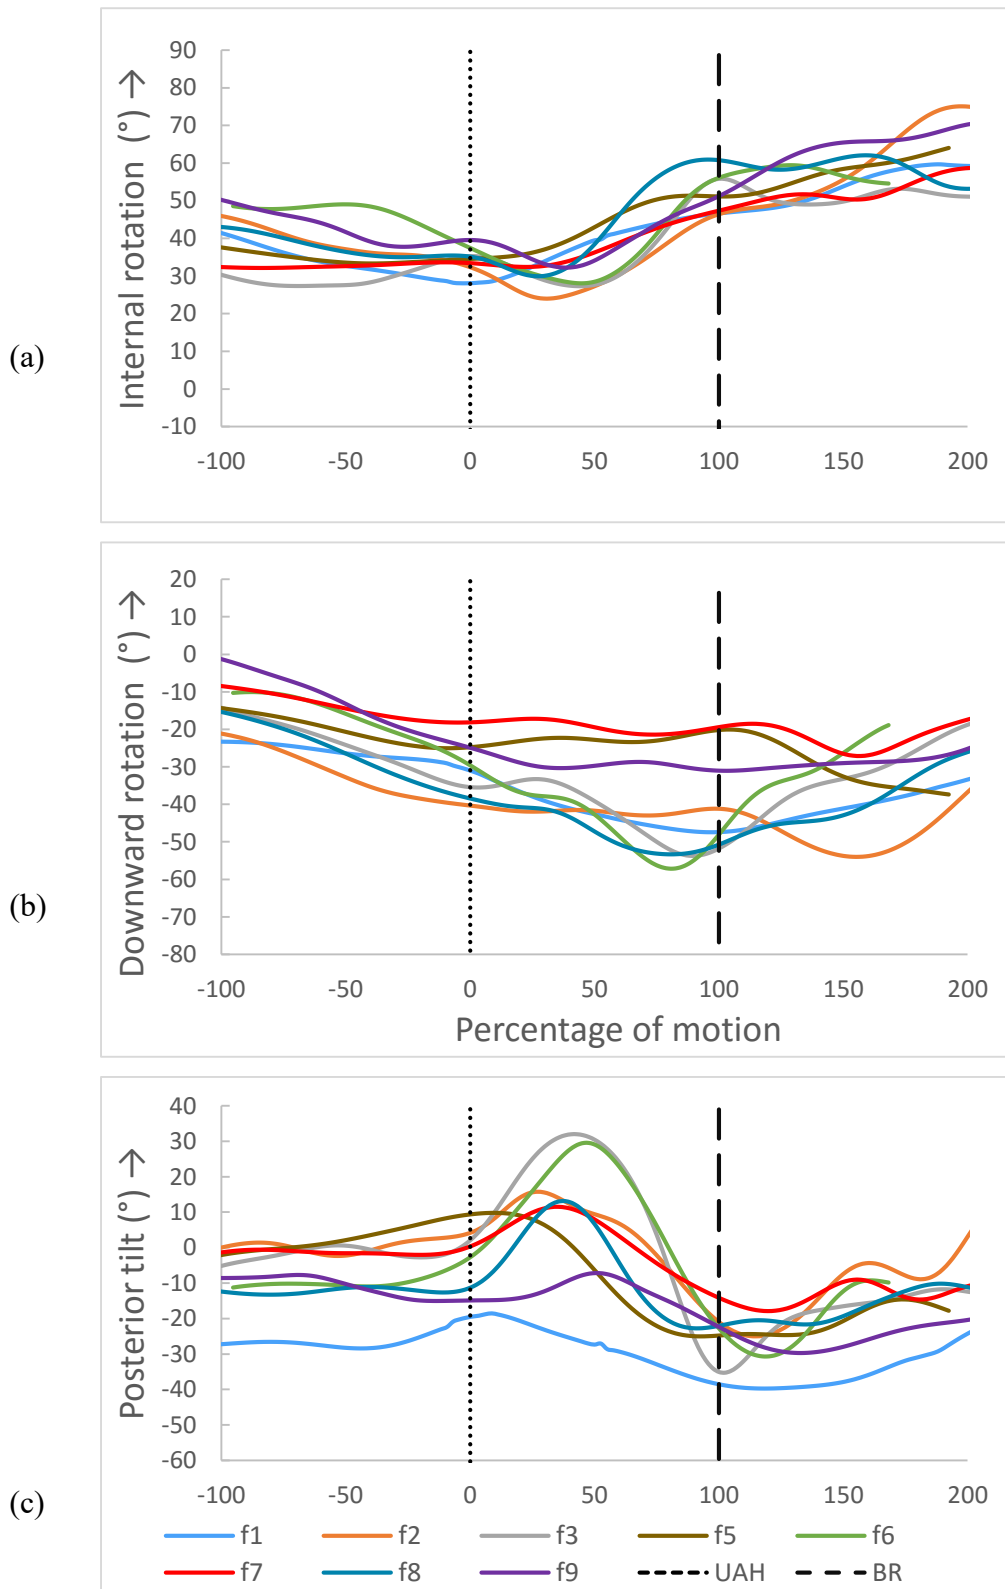 (a)
Internal rotation (°) →
90
80
70
60
50
40
30
20
10
0
-10
-100 -50 0 50 100 150 200
(b)
Downward rotation (°) →
20
10
0
-10
-20
-30
-40
-50
-60
-70
-80
-100 -50 0 50 100 150 200
Percentage of motion
(c)
Posterior tilt (°) →
40
30
20
10
0
-10
-20
-30
-40
-50
-60
-100 -50 0 50 100 150 200
f1 f2 f3 f5 f6
f7 f8 f9 UAH BR